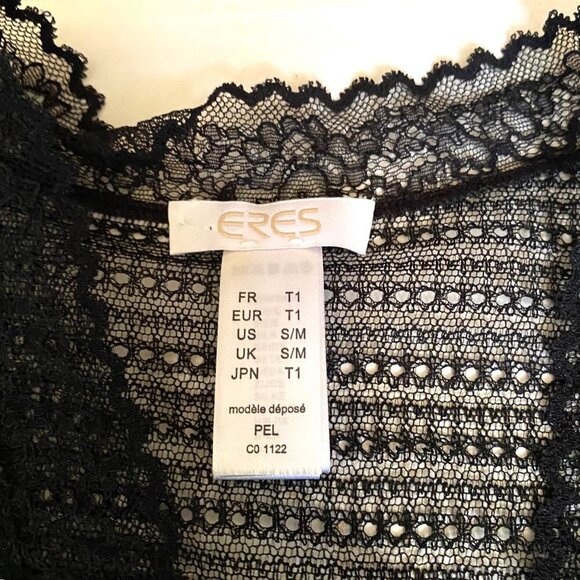 ERES
FR T1
EUR T1
US S/M
UK S/M
JPN T1
modèle déposé
PEL
C0 1122